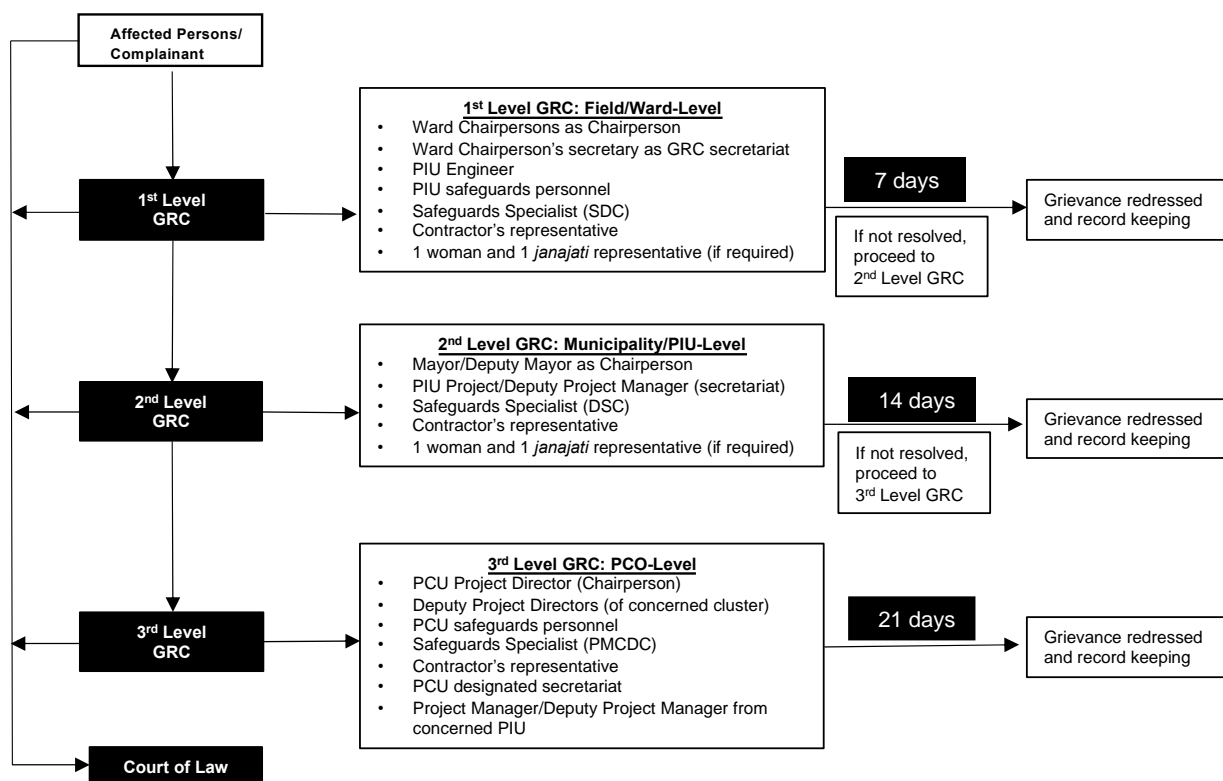 Affected Persons/
Complainant
1st Level GRC: Field/Ward-Level
• Ward Chairpersons as Chairperson
• Ward Chairperson’s secretary as GRC secretariat
• PIU Engineer
• PIU safeguards personnel
• Safeguards Specialist (SDC)
• Contractor’s representative
• 1 woman and 1 janajati representative (if required)
1st Level
GRC
7 days
If not resolved,
proceed to
2nd Level GRC
Grievance redressed
and record keeping
2nd Level GRC: Municipality/PIU-Level
• Mayor/Deputy Mayor as Chairperson
• PIU Project/Deputy Project Manager (secretariat)
• Safeguards Specialist (DSC)
• Contractor’s representative
• 1 woman and 1 janajati representative (if required)
2nd Level
GRC
14 days
If not resolved,
proceed to
3rd Level GRC
Grievance redressed
and record keeping
3rd Level GRC: PCO-Level
• PCU Project Director (Chairperson)
• Deputy Project Directors (of concerned cluster)
• PCU safeguards personnel
• Safeguards Specialist (PMCDC)
• Contractor’s representative
• PCU designated secretariat
• Project Manager/Deputy Project Manager from
concerned PIU
3rd Level
GRC
21 days
Grievance redressed
and record keeping
Court of Law